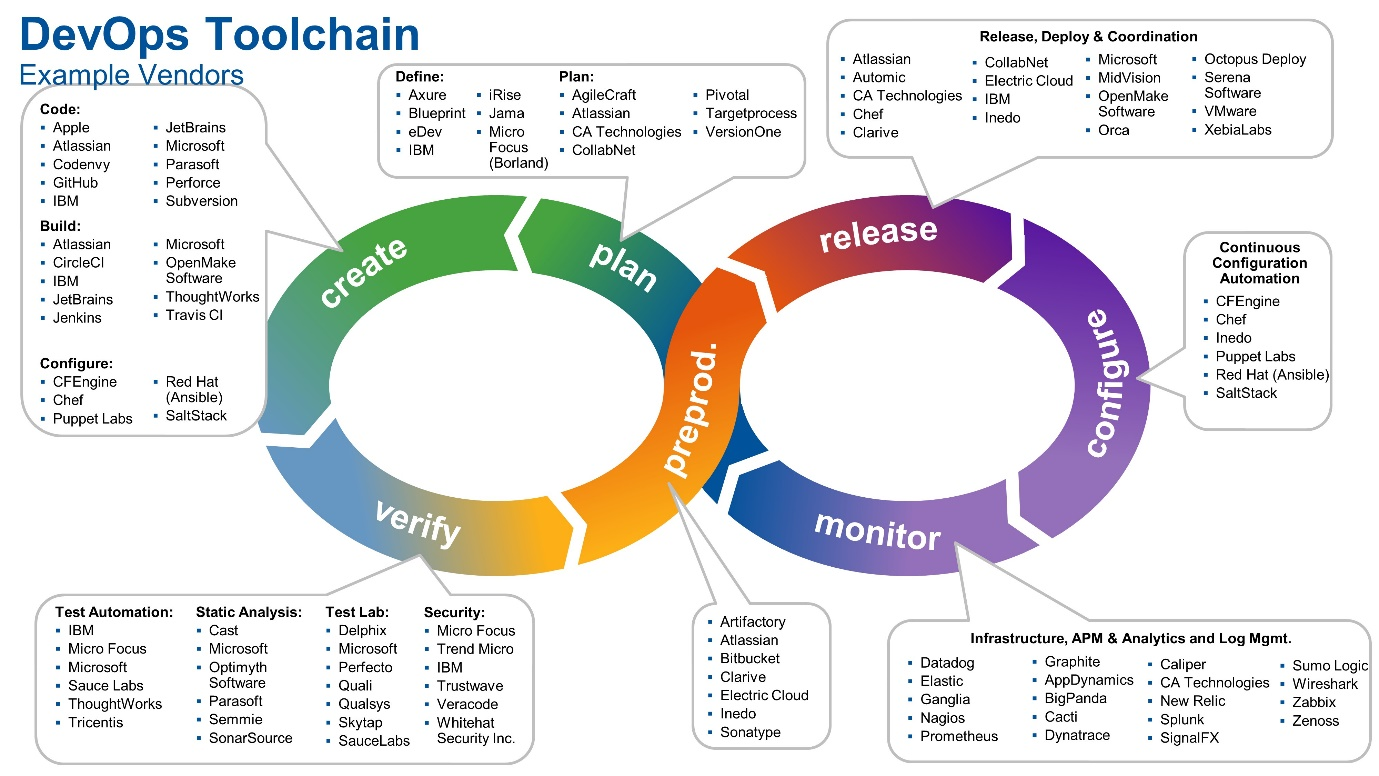 DevOps Toolchain
Example Vendors
Code:
Apple
Atlassian
Codenvy
GitHub
IBM
JetBrains
Microsoft
Parasoft
Perforce
Subversion
Build:
Atlassian
CircleCI
IBM
JetBrains
Jenkins
Microsoft
OpenMake
Software
ThoughtWorks
Travis CI
Configure:
CFEngine
Chef
Puppet Labs
Red Hat
(Ansible)
SaltStack
Define:
Axure
Blueprint
eDev
IBM
iRise
Jama
Micro
Focus
(Borland)
Plan:
AgileCraft
Atlassian
CA Technologies
CollabNet
Pivotal
Targetprocess
VersionOne
Release, Deploy & Coordination
Atlassian
Automic
CA Technologies
Chef
Clarive
CollabNet
Electric Cloud
IBM
Inedo
Microsoft
MidVision
OpenMake
Software
Orca
Octopus Deploy
Serena
Software
VMware
XebiaLabs
create
plan
release
configure
preprod.
verify
monitor
Continuous
Configuration
Automation
CFEngine
Chef
Inedo
Puppet Labs
Red Hat (Ansible)
SaltStack
Test Automation:
IBM
Micro Focus
Microsoft
Sauce Labs
ThoughtWorks
Tricentis
Static Analysis:
Cast
Microsoft
Optimyth
Software
Parasoft
Semmie
SonarSource
Test Lab:
Delphix
Microsoft
Perfecto
Quali
Qualsys
Skytap
SauceLabs
Security:
Micro Focus
Trend Micro
IBM
Trustwave
Veracode
Whitehat
Security Inc.
Artifactory
Atlassian
Bitbucket
Clarive
Electric Cloud
Inedo
Sonatype
Infrastructure, APM & Analytics and Log Mgmt.
Datadog
Elastic
Ganglia
Nagios
Prometheus
Graphite
AppDynamics
BigPanda
Cacti
Dynatrace
Caliper
CA Technologies
New Relic
Splunk
SignalFX
Sumo Logic
Wireshark
Zabbix
Zenoss